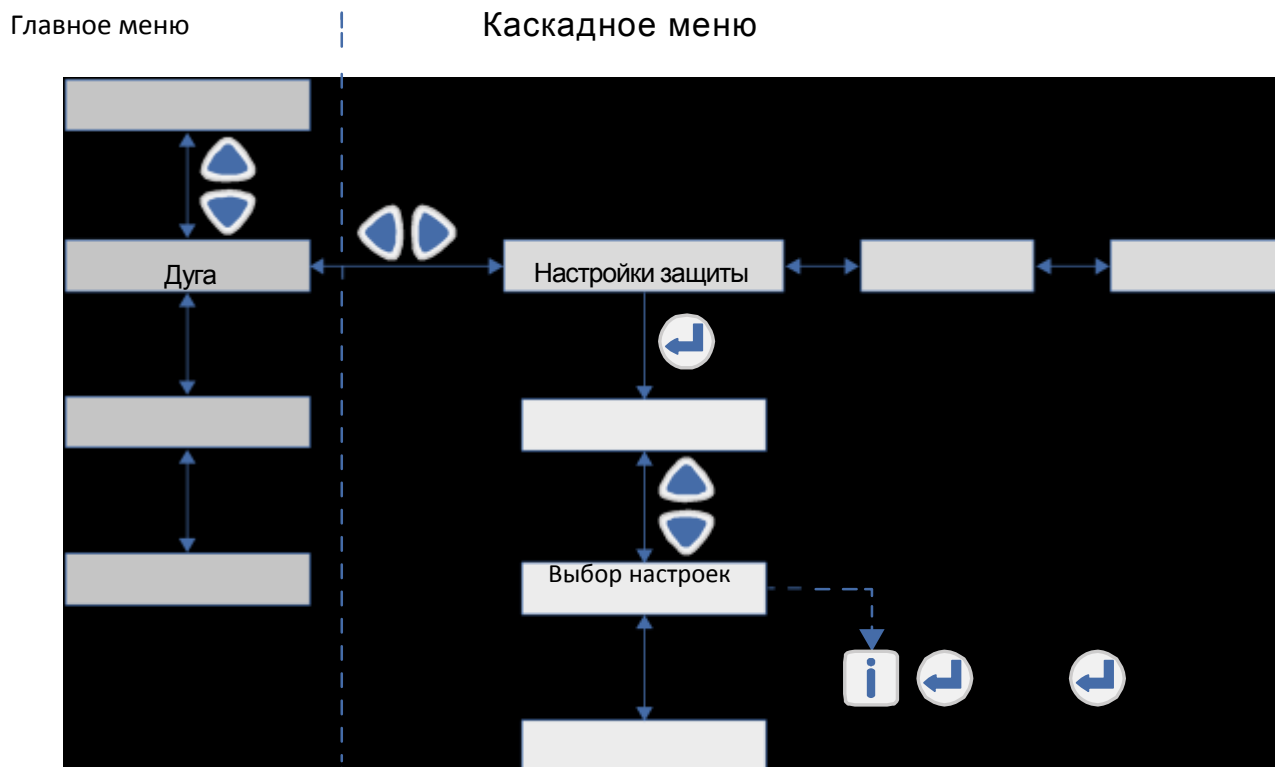 Главное меню
Каскадное меню
Дуга
Настройки защиты
Выбор настроек
i